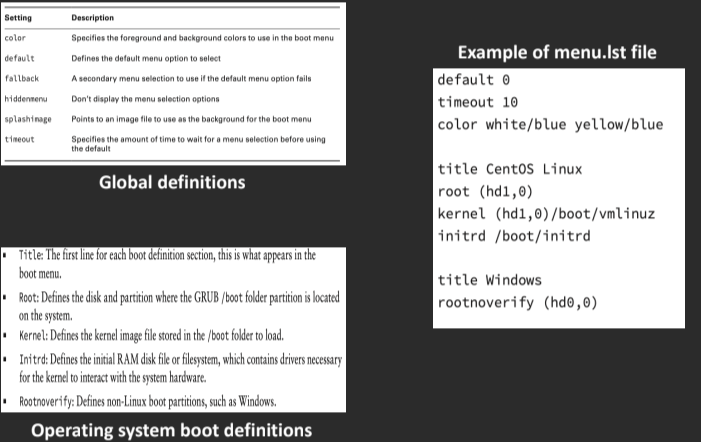 Setting Description
color Specifies the foreground and background colors to use in the boot menu
default Defines the default menu option to select
fallback A secondary menu selection to use if the default menu option fails
hiddenmenu Don't display the menu selection options
splashimage Points to an image file to use as the background for the boot menu
timeout Specifies the amount of time to wait for a menu selection before using
the default
Global definitions
▪ Title: The first line for each boot definition section, this is what appears in the
boot menu.
▪ Root: Defines the disk and partition where the GRUB /boot folder partition is located
on the system.
▪ Kernel: Defines the kernel image file stored in the /boot folder to load.
▪ Initrd: Defines the initial RAM disk file or filesystem, which contains drivers necessary
for the kernel to interact with the system hardware.
▪ Rootnoverify: Defines non-Linux boot partitions, such as Windows.
Operating system boot definitions
Example of menu.lst file
default 0
timeout 10
color white/blue yellow/blue
title CentOS Linux
root (hd1,0)
kernel (hd1,0)/boot/vmlinuz
initrd /boot/initrd
title Windows
rootnoverify (hd0,0)